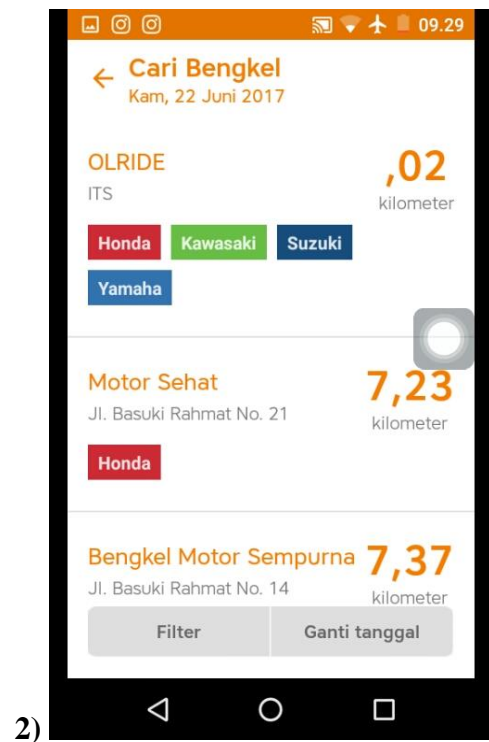 09.29
Cari Bengkel
Kam, 22 Juni 2017
OLRIDE
,02
ITS
kilometer
Honda Kawasaki Suzuki
Yamaha
Motor Sehat
7,23
Jl. Basuki Rahmat No. 21
kilometer
Honda
Bengkel Motor Sempurna 7,37
Jl. Basuki Rahmat No. 14
kilometer
Filter Ganti tanggal
2)